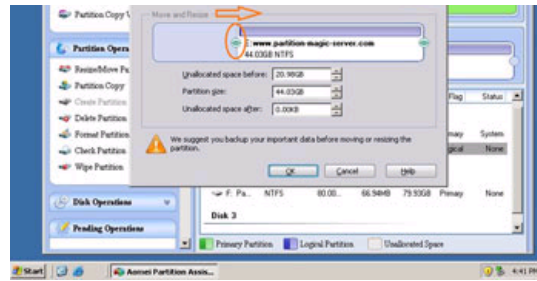 Partition Copy
Move and Resize
Partition Opera
E: www.partition-magic-server.com
44.03GB NTFS
Resize/Move Pa
Partition Copy
Create Partition
Delete Partition
Format Partition
Check Partition
Wipe Partition
Unallocated space before: 20.98GB
Partition size: 44.03GB
Unallocated space after: 0.00KB
We suggest you backup your important data before moving or resizing the
partition.
OK Cancel Help
Flag Status
mary System
gical None
F: Pa... NTFS 80.00... 66.94MB 79.93GB Primary None
Disk 3
Disk Operations
Pending Operations
Primary Partition Logical Partition Unallocated Space
Start Aomei Partition Assis... 4:41 PM